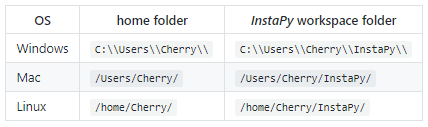 OS home folder InstaPy workspace folder
Windows C:\\Users\\Cherry\\ C:\\Users\\Cherry\\InstaPy\\
Mac /Users/Cherry/ /Users/Cherry/InstaPy/
Linux /home/Cherry/ /home/Cherry/InstaPy/